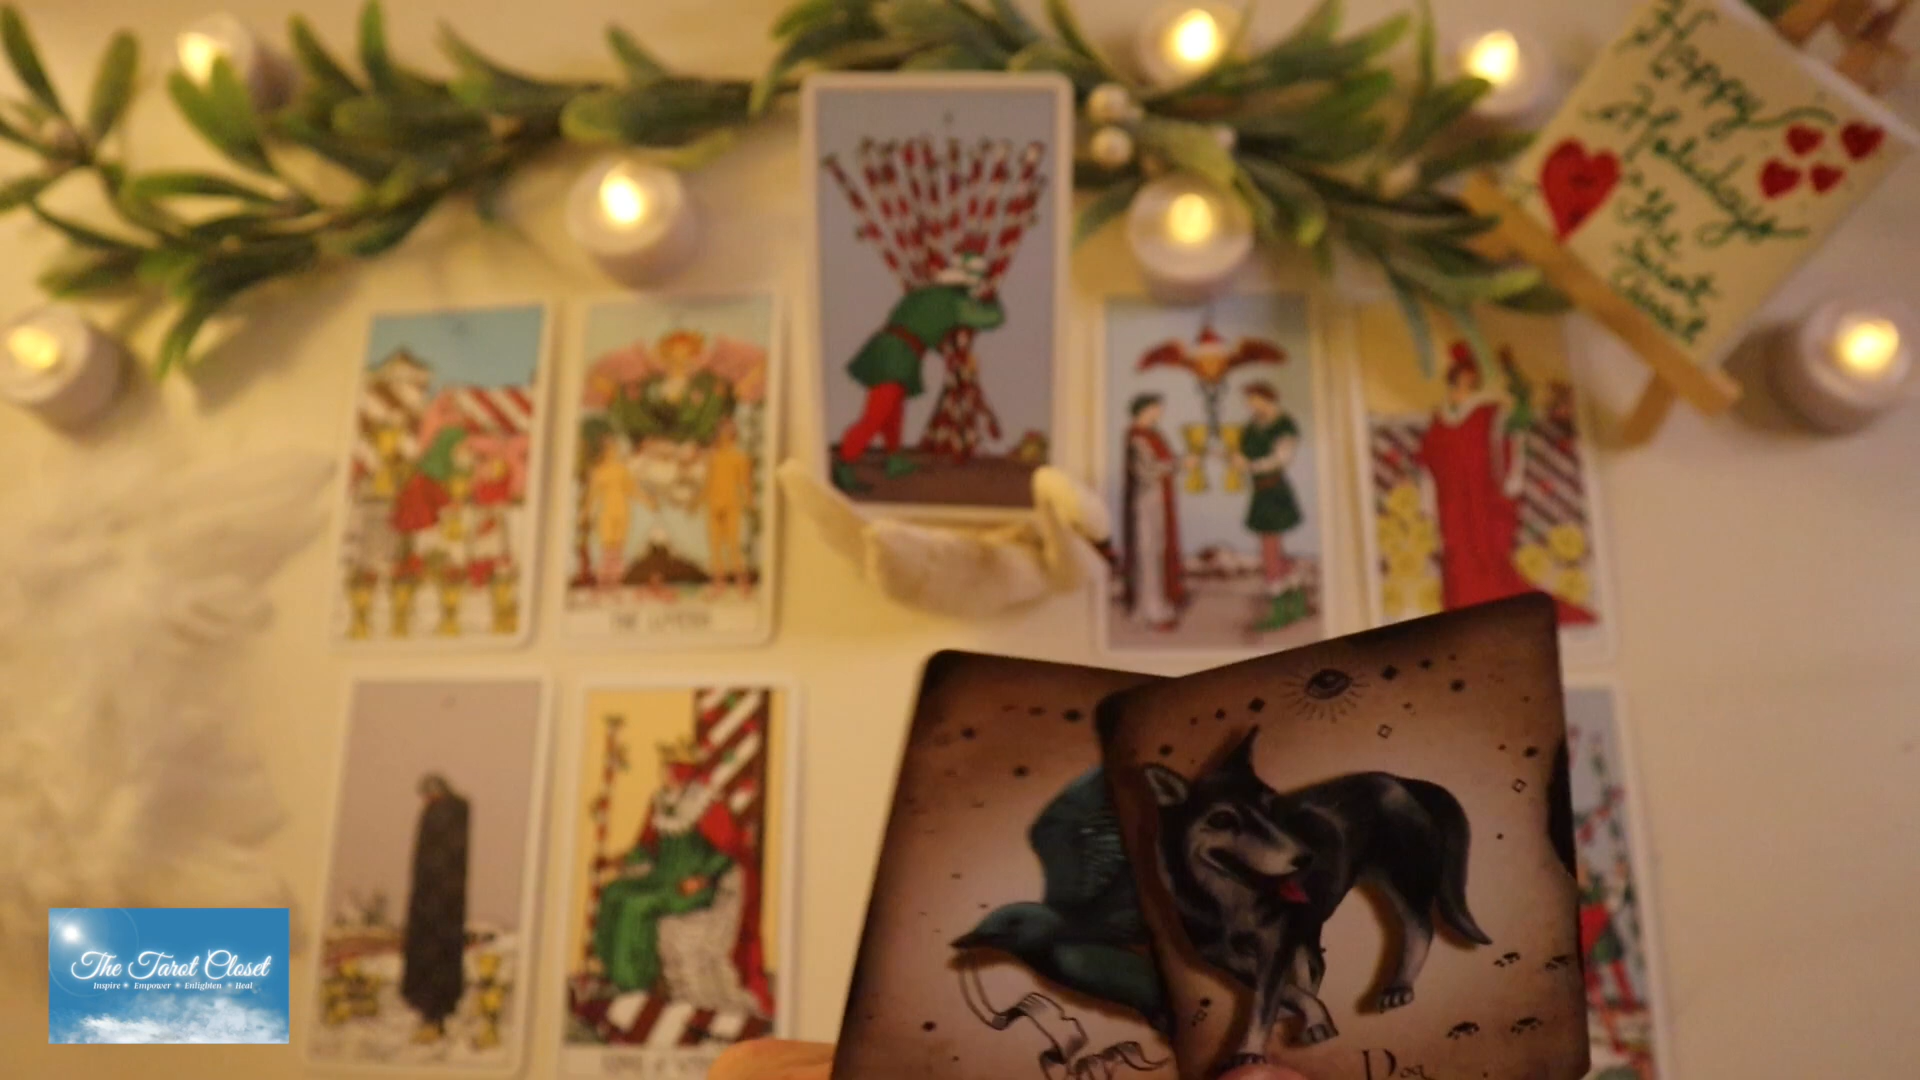 Happy
Holidays
The
Tarot
Closet
THE LOVERS
The Tarot Closet
Inspire ✶ Empower ✶ Enlighten ✶ Heal
Dog